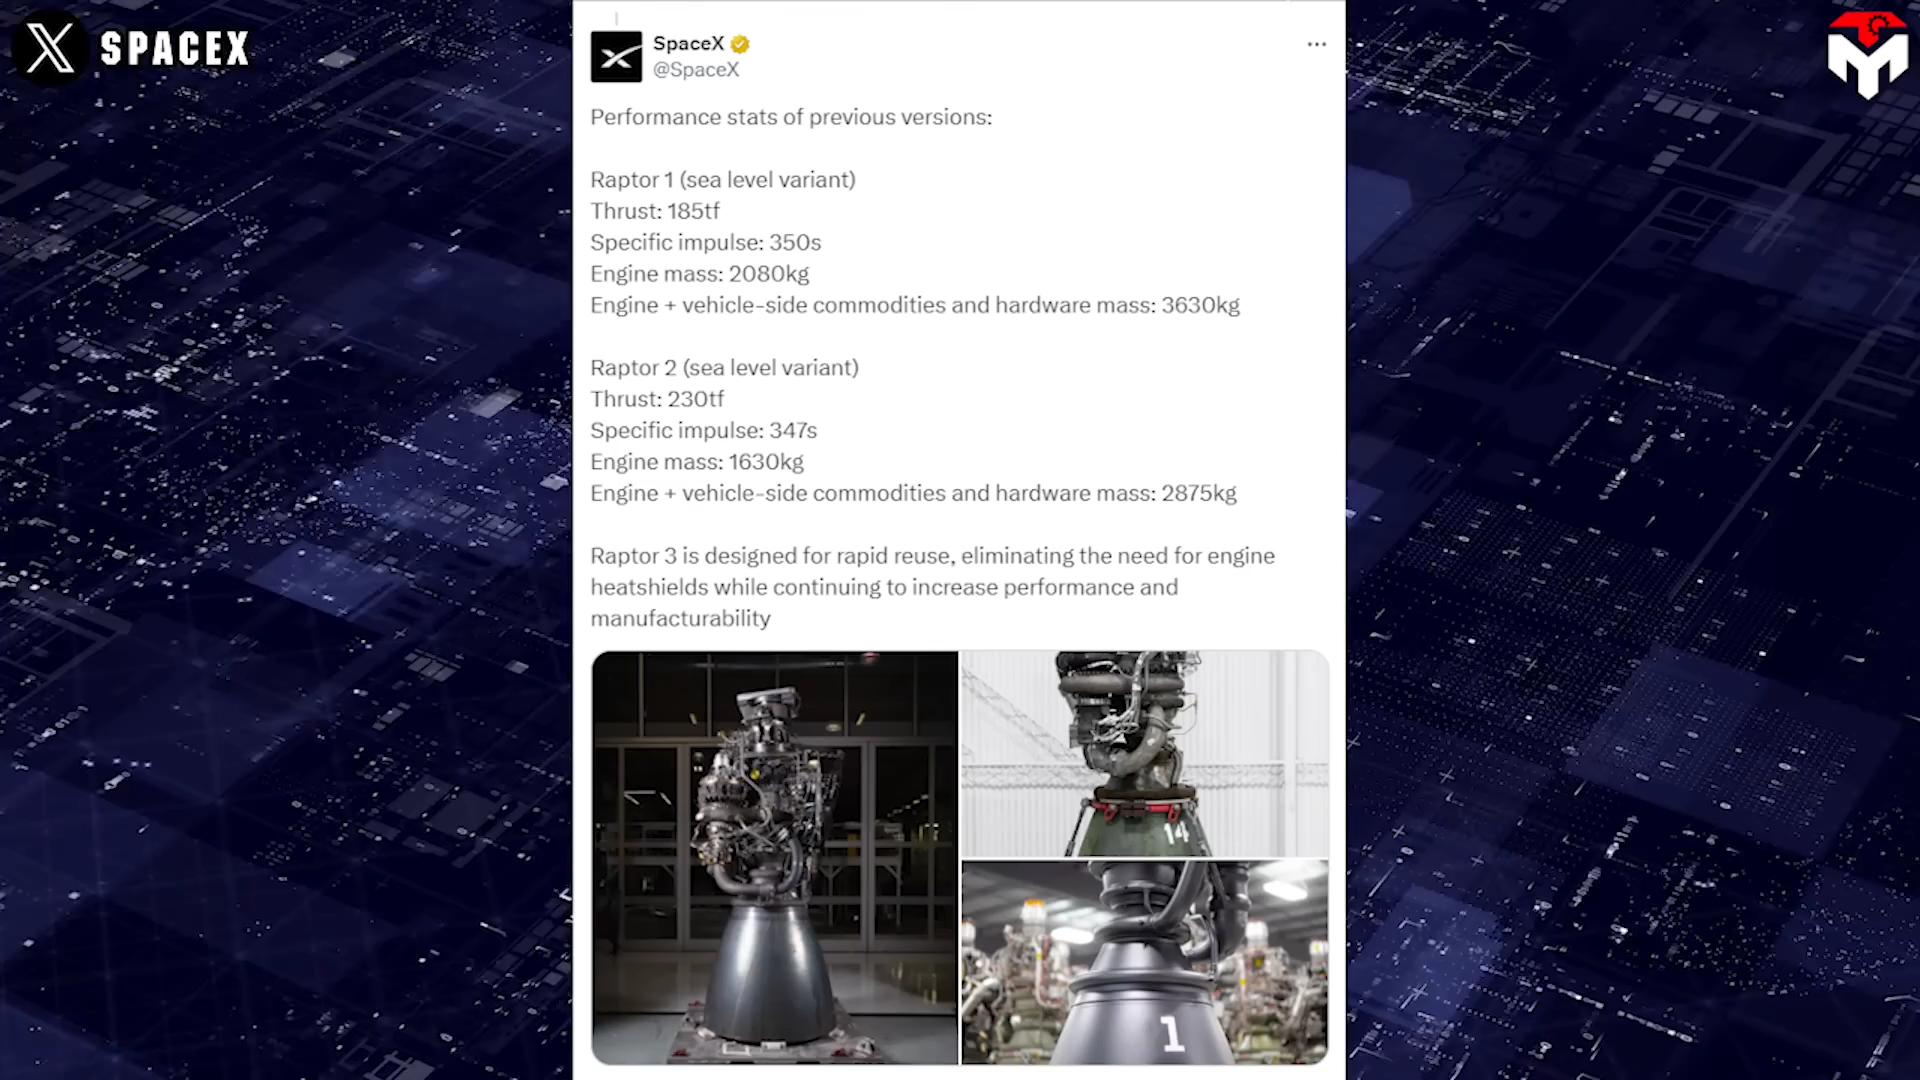 SPACEX
SpaceX
@SpaceX
Performance stats of previous versions:
Raptor 1 (sea level variant)
Thrust: 185tf
Specific impulse: 350s
Engine mass: 2080kg
Engine + vehicle-side commodities and hardware mass: 3630kg
Raptor 2 (sea level variant)
Thrust: 230tf
Specific impulse: 347s
Engine mass: 1630kg
Engine + vehicle-side commodities and hardware mass: 2875kg
Raptor 3 is designed for rapid reuse, eliminating the need for engine
heatshields while continuing to increase performance and
manufacturability
14
1